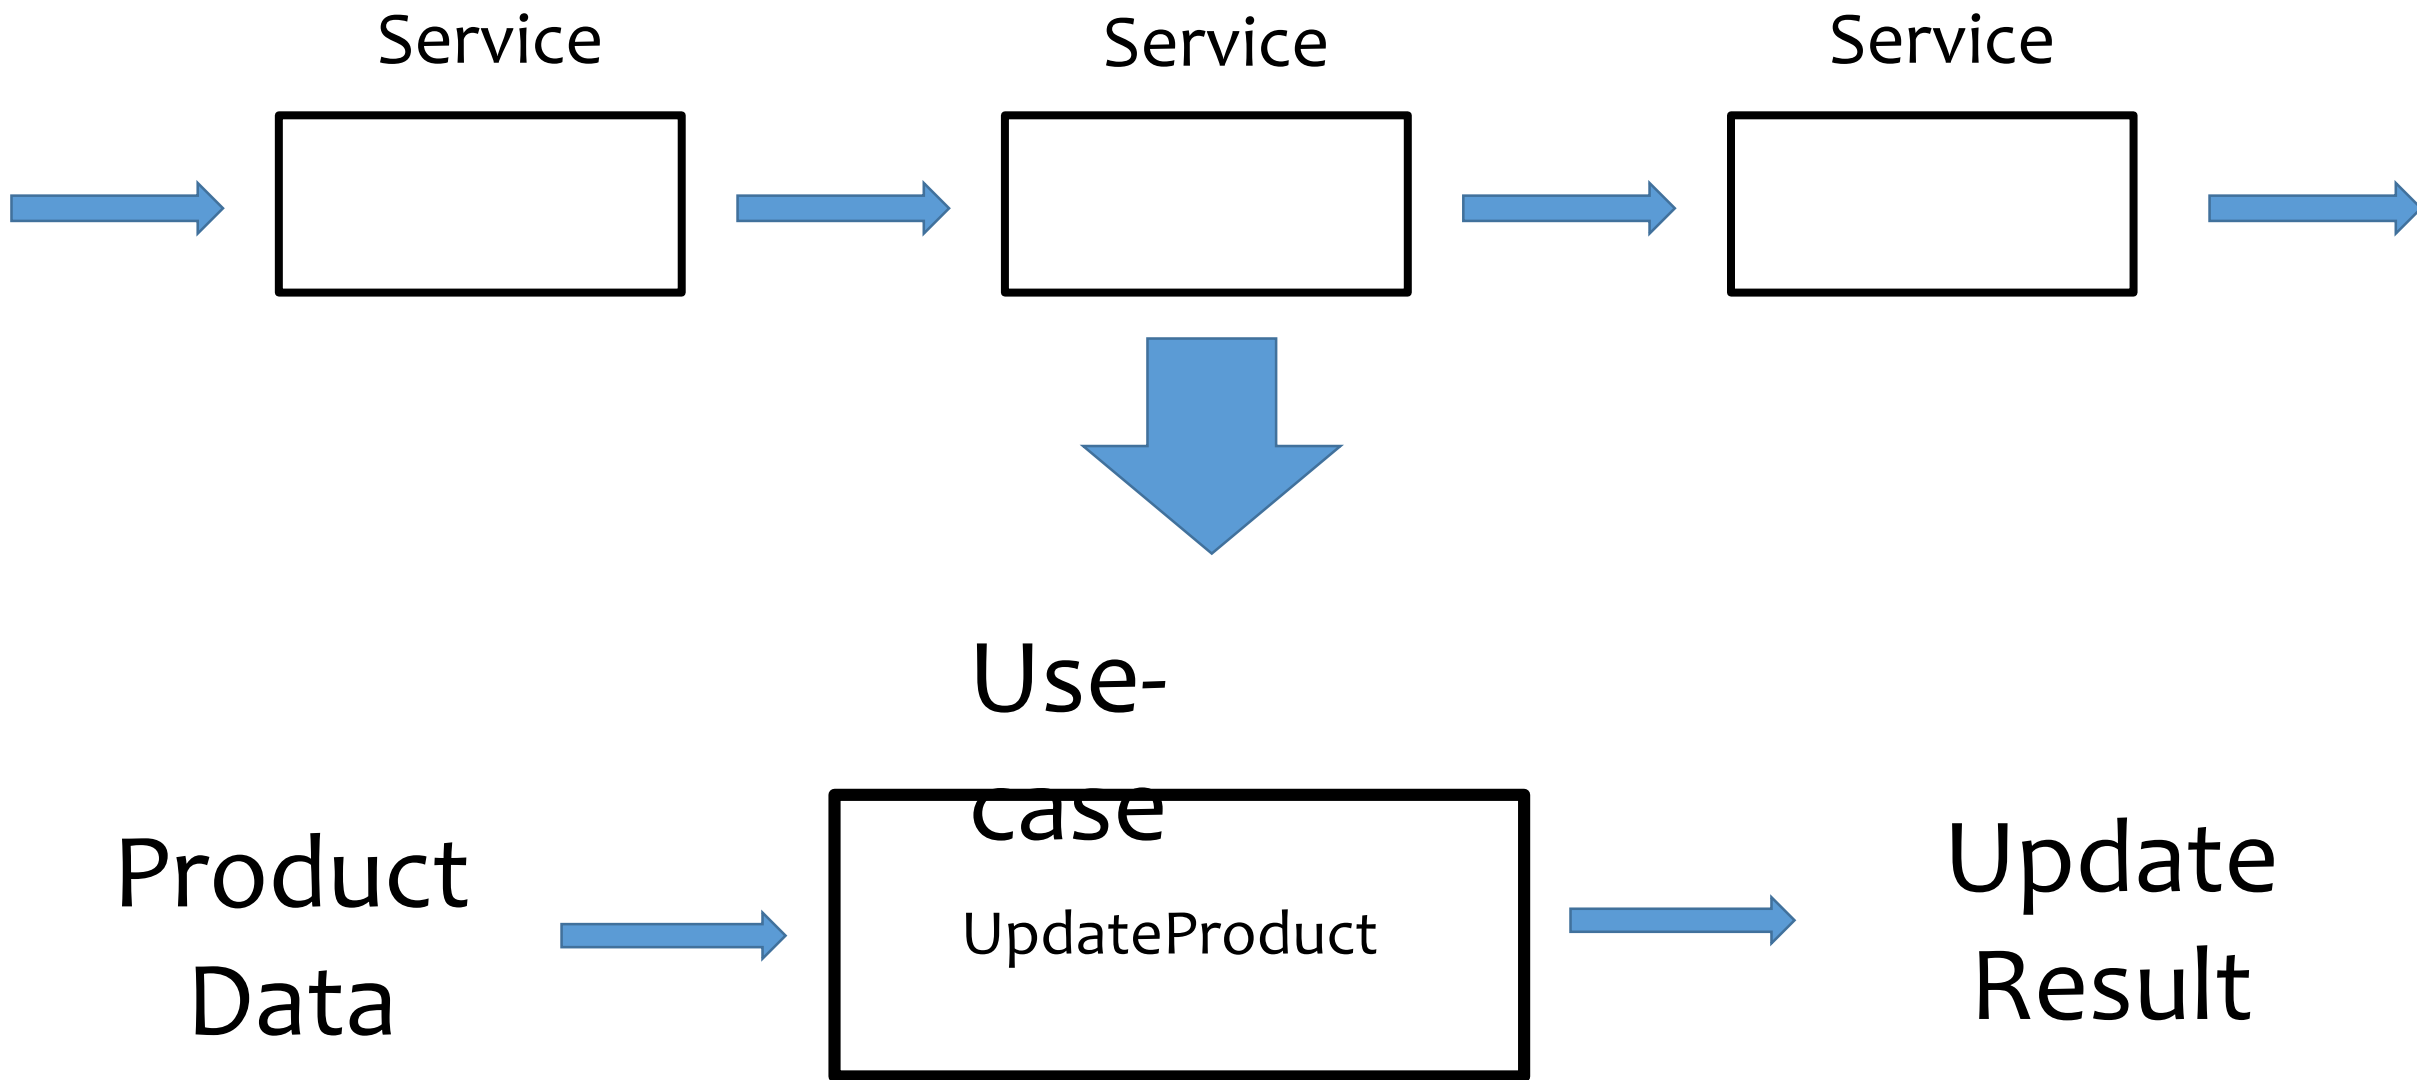 Service
Service
Service
Use-
case
Product
Data
UpdateProduct
Update
Result